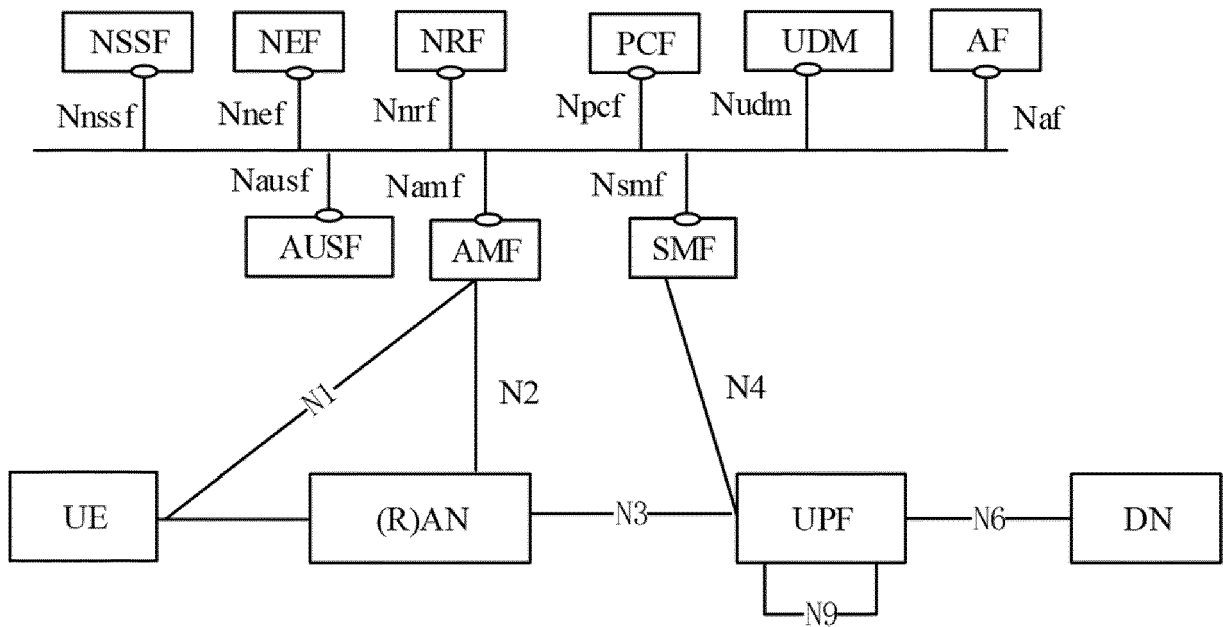 NSSF NEF NRF PCF UDM AF
Nnssf Nnef Nnrf Npcf Nudm Naf
Nausf Namf Nsmf
AUSF AMF SMF
N1 N2 N4
UE (R)AN N3 UPF N6 DN
N9